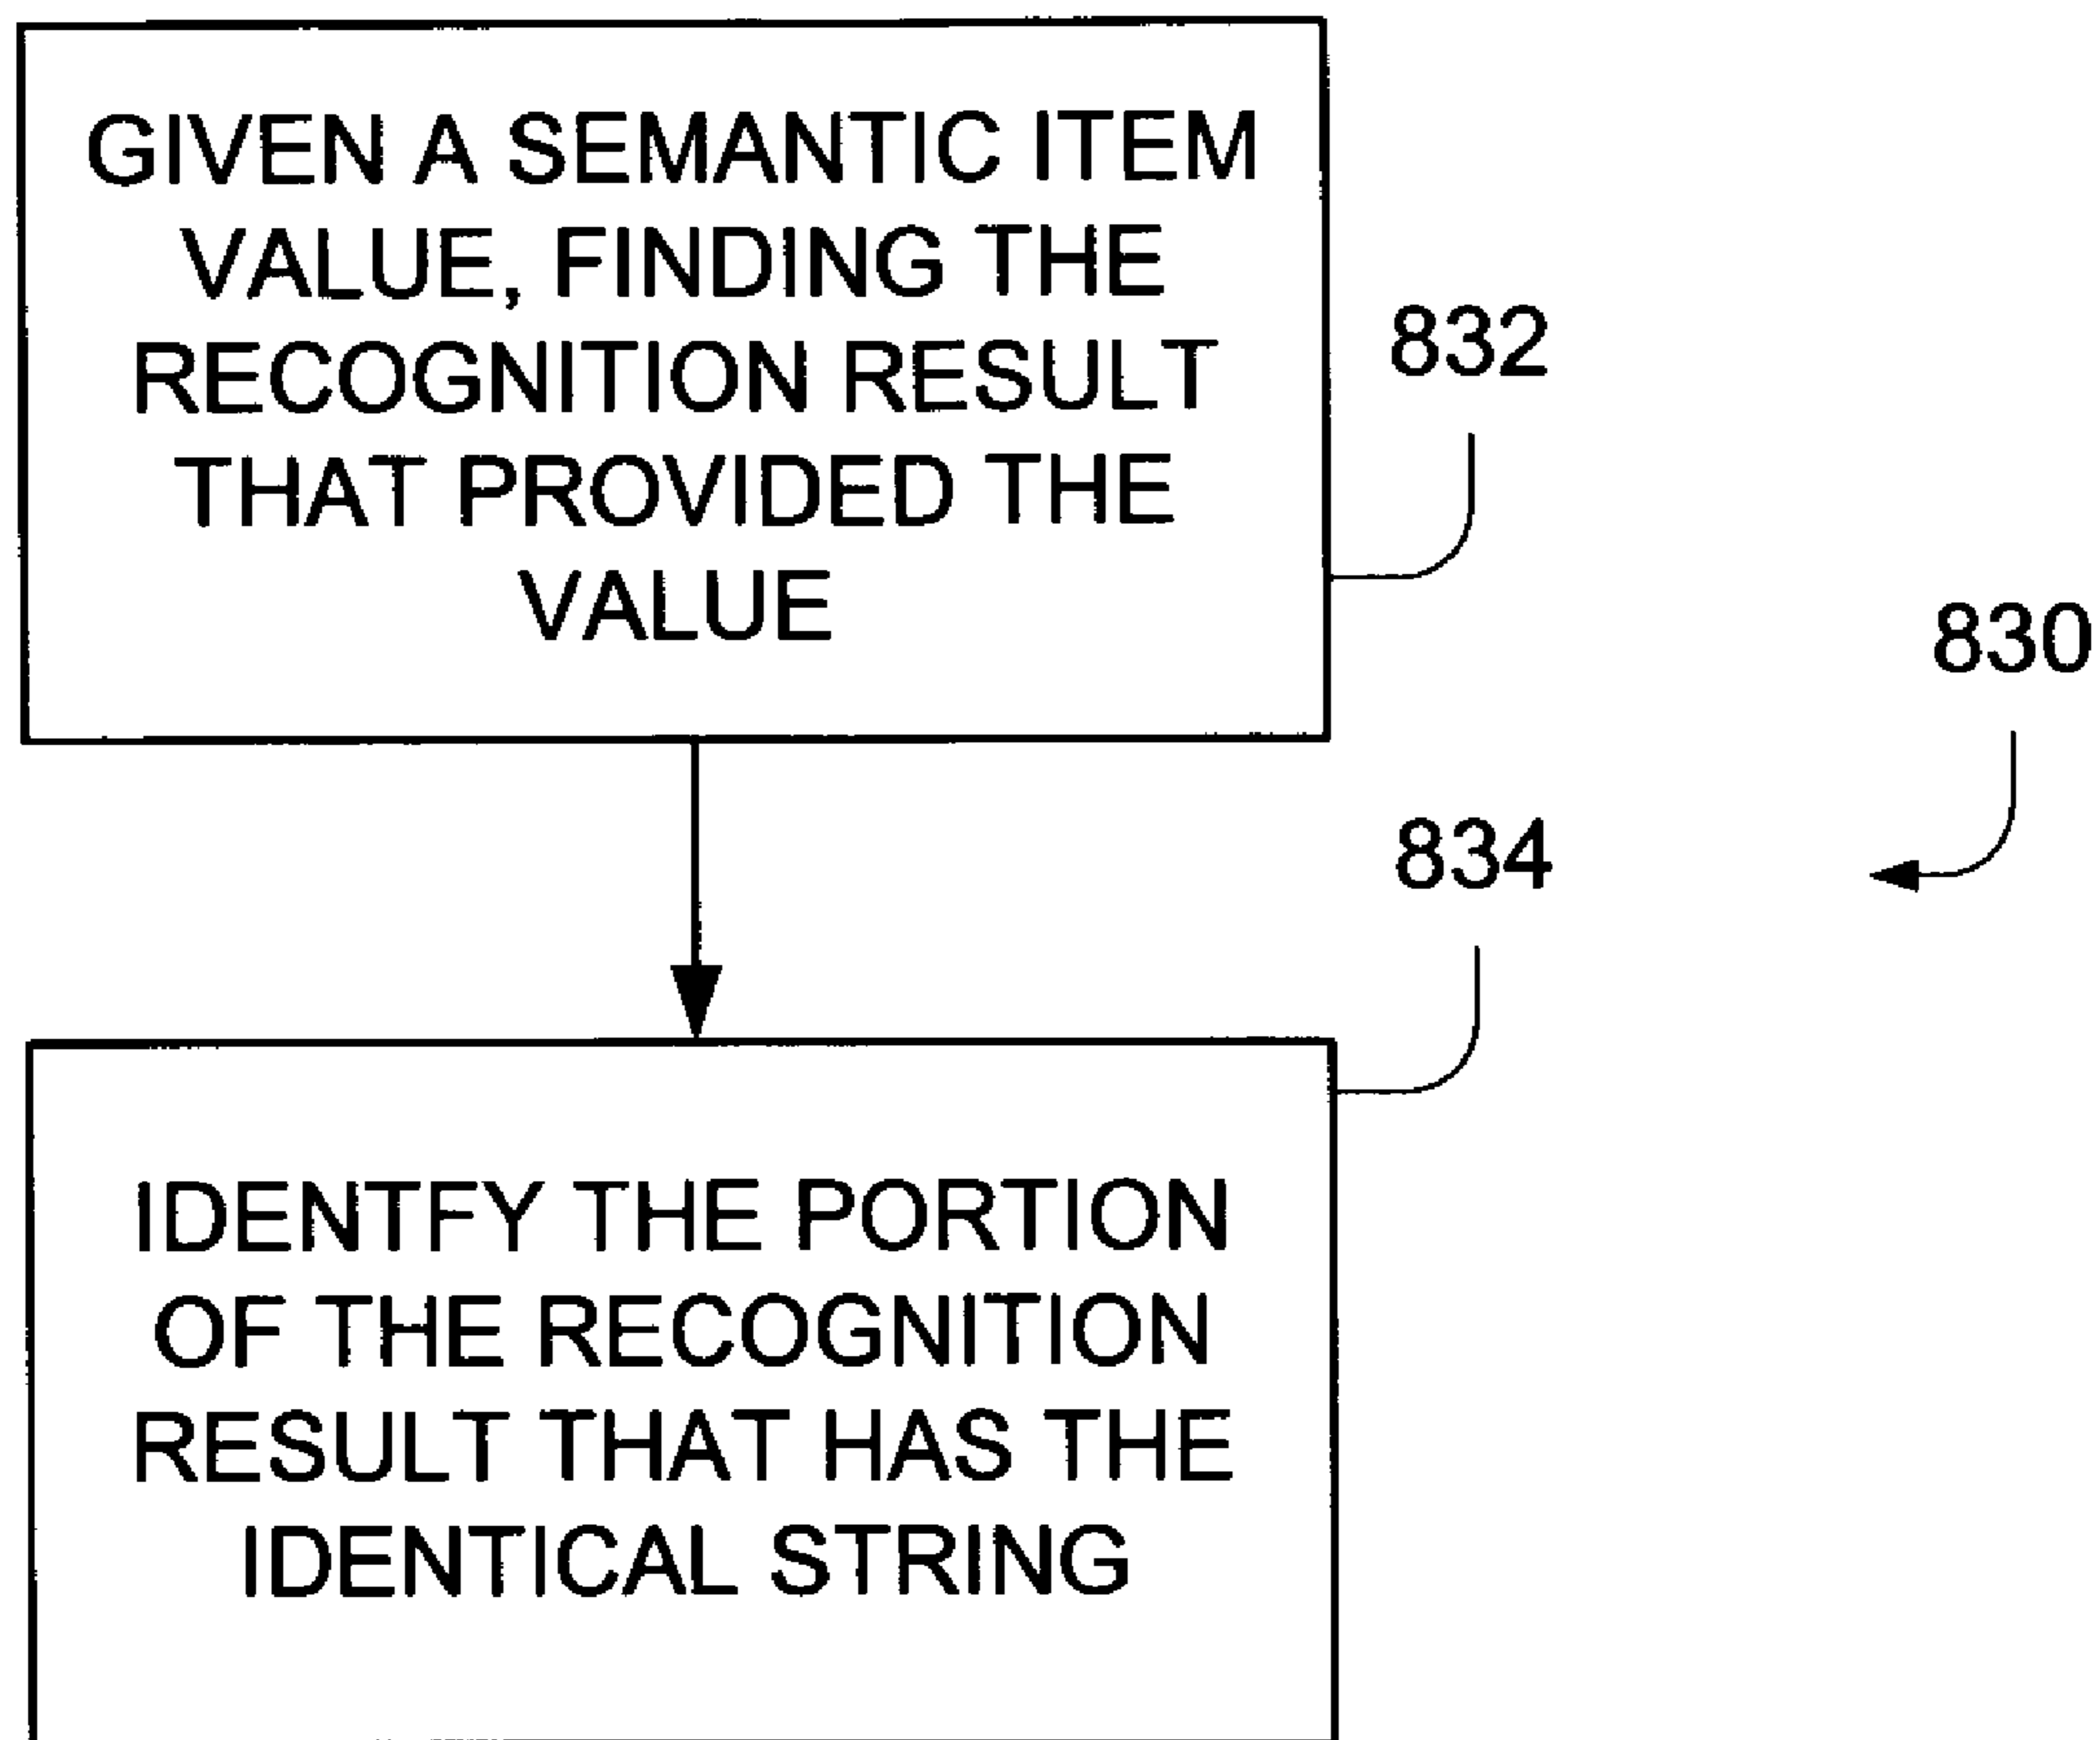 GIVEN A SEMANTIC ITEM
VALUE, FINDING THE
RECOGNITION RESULT
THAT PROVIDED THE
VALUE
832
830
834
IDENTFY THE PORTION
OF THE RECOGNITION
RESULT THAT HAS THE
IDENTICAL STRING